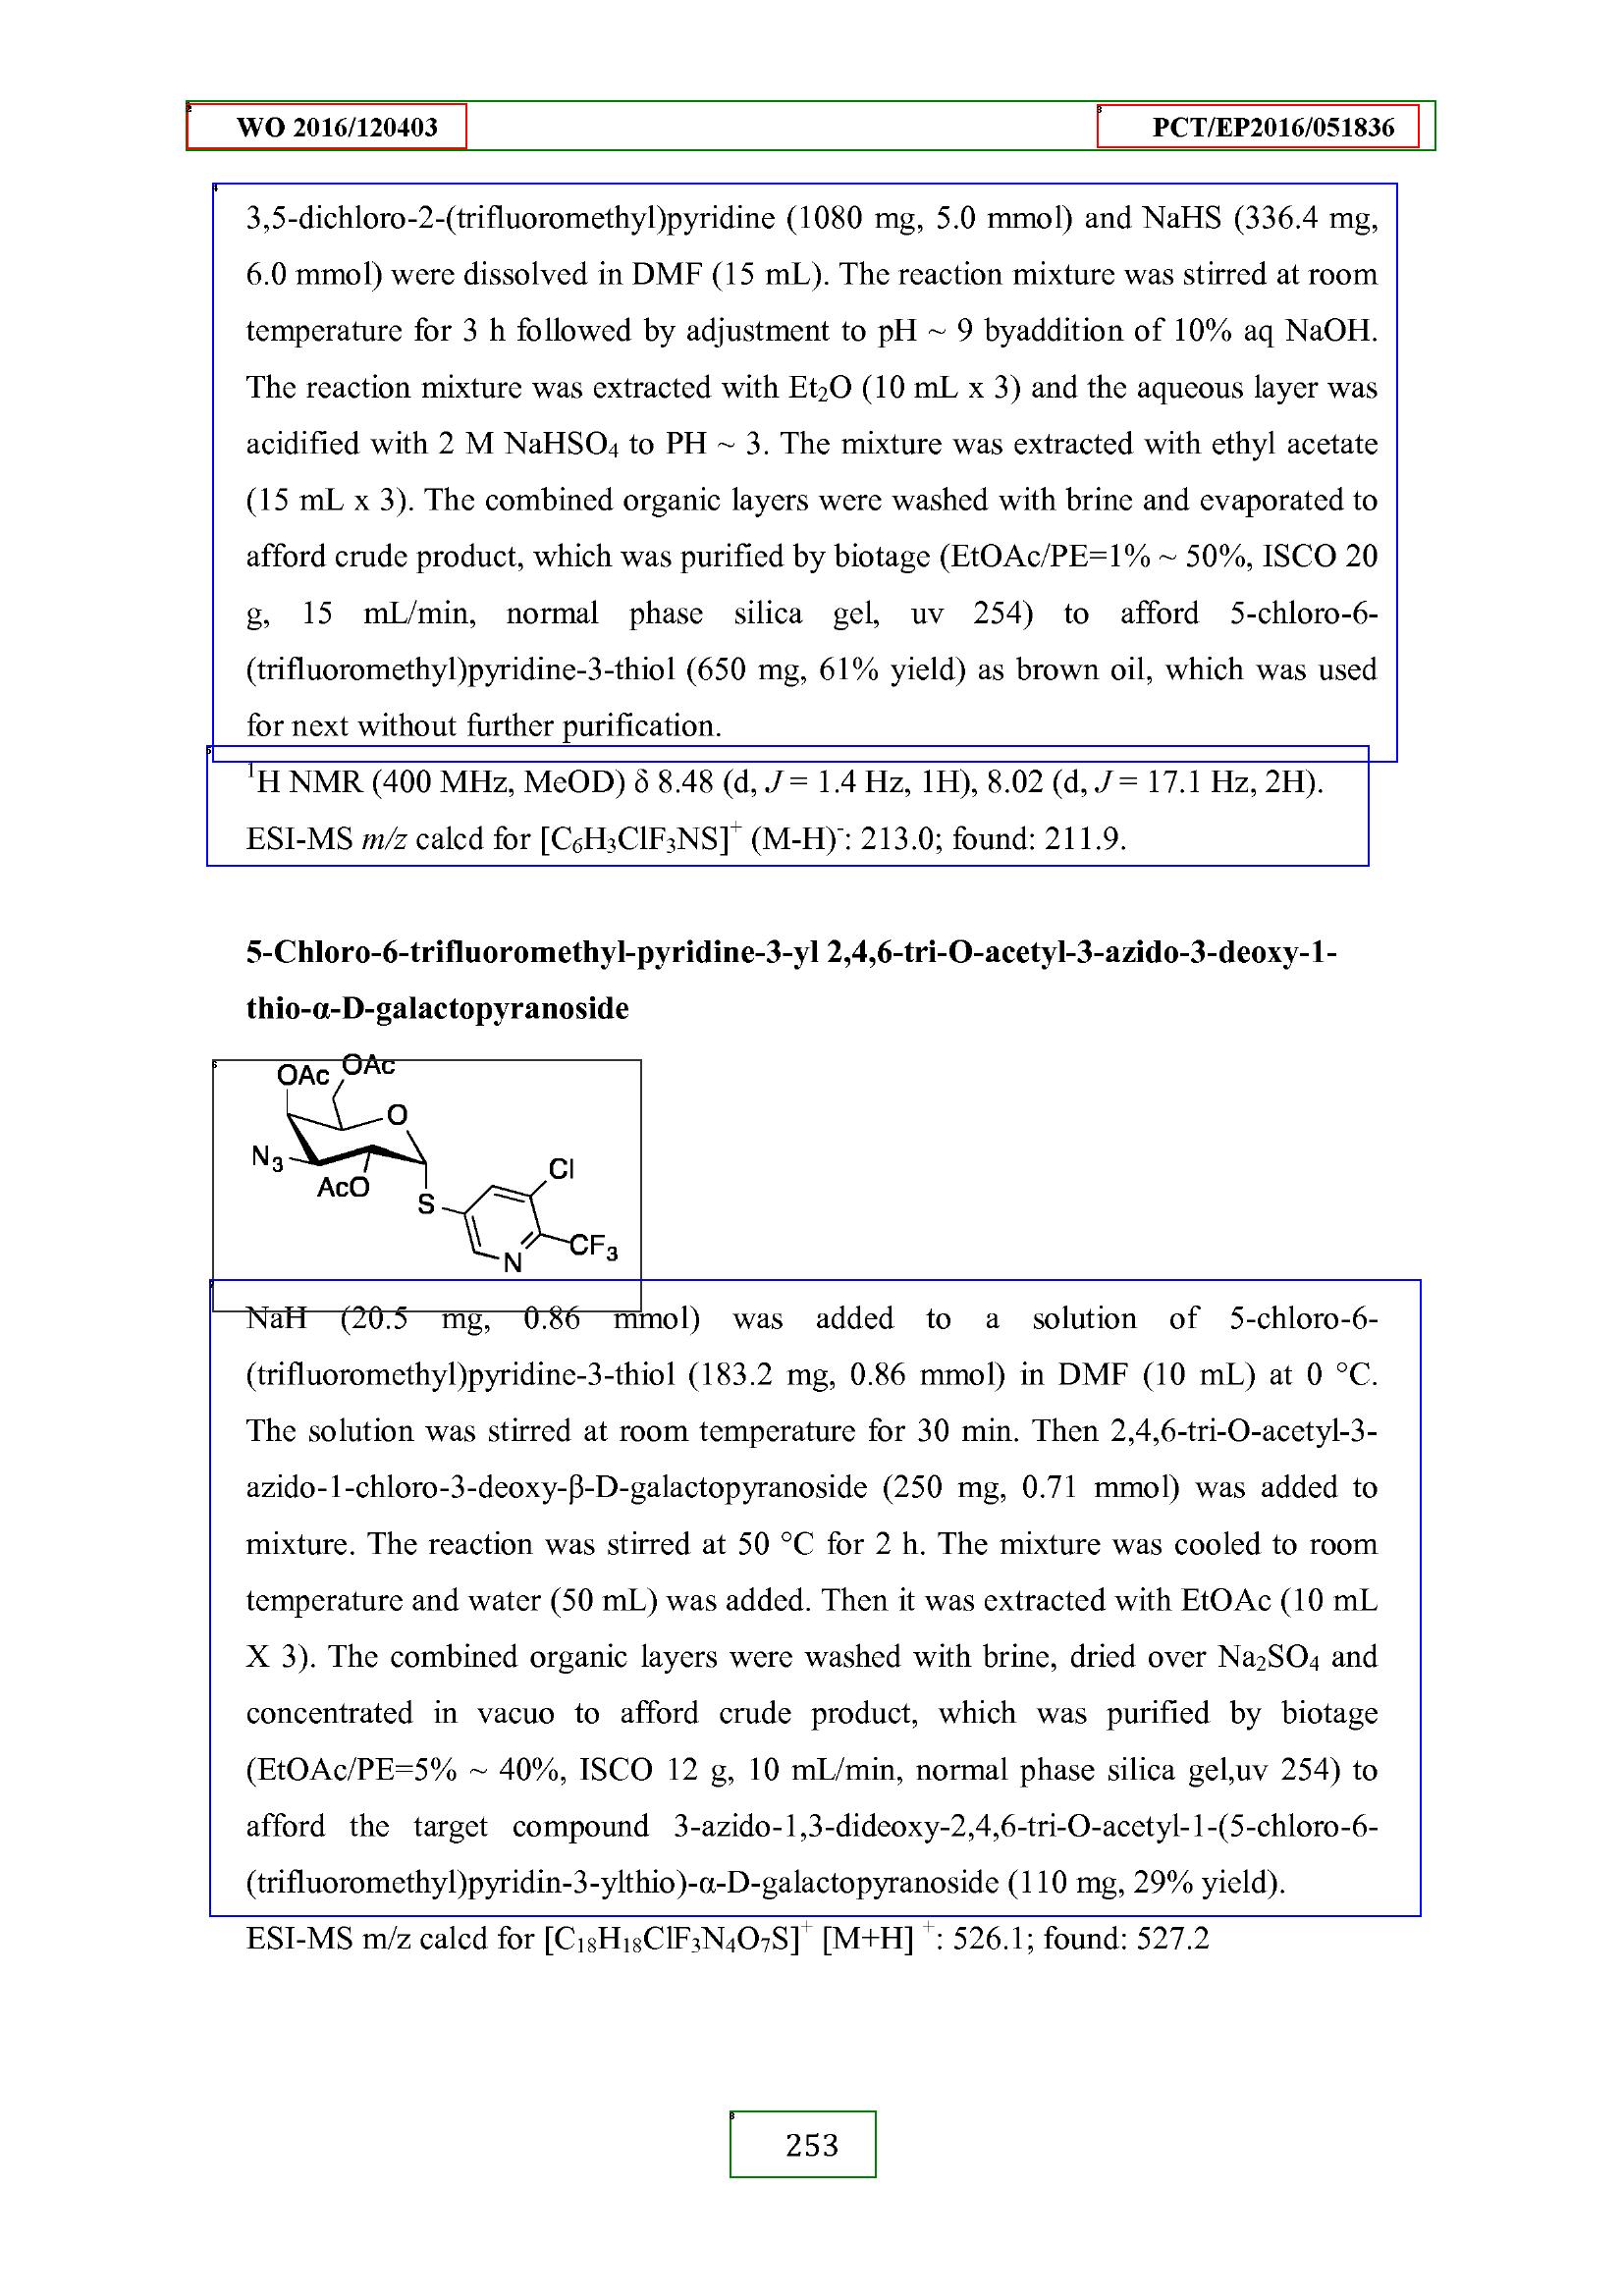 WO 2016/120403 PCT/EP2016/051836
3,5-dichloro-2-(trifluoromethyl)pyridine (1080 mg, 5.0 mmol) and NaHS (336.4 mg,
6.0 mmol) were dissolved in DMF (15 mL). The reaction mixture was stirred at room
temperature for 3 h followed by adjustment to pH ~ 9 byaddition of 10% aq NaOH.
The reaction mixture was extracted with Et₂O (10 mL x 3) and the aqueous layer was
acidified with 2 M NaHSO₄ to PH ~ 3. The mixture was extracted with ethyl acetate
(15 mL x 3). The combined organic layers were washed with brine and evaporated to
afford crude product, which was purified by biotage (EtOAc/PE=1% ~ 50%, ISCO 20
g, 15 mL/min, normal phase silica gel, uv 254) to afford 5-chloro-6-
(trifluoromethyl)pyridine-3-thiol (650 mg, 61% yield) as brown oil, which was used
for next without further purification.
¹H NMR (400 MHz, MeOD) δ 8.48 (d, J = 1.4 Hz, 1H), 8.02 (d, J = 17.1 Hz, 2H).
ESI-MS m/z calcd for [C₆H₃ClF₃NS]⁺ (M-H)⁻: 213.0; found: 211.9.
5-Chloro-6-trifluoromethyl-pyridine-3-yl 2,4,6-tri-O-acetyl-3-azido-3-deoxy-1-
thio-α-D-galactopyranoside
OAc OAc
O
N₃
AcO
Cl
S
CF₃
N
NaH (20.5 mg, 0.86 mmol) was added to a solution of 5-chloro-6-
(trifluoromethyl)pyridine-3-thiol (183.2 mg, 0.86 mmol) in DMF (10 mL) at 0 °C.
The solution was stirred at room temperature for 30 min. Then 2,4,6-tri-O-acetyl-3-
azido-1-chloro-3-deoxy-β-D-galactopyranoside (250 mg, 0.71 mmol) was added to
mixture. The reaction was stirred at 50 °C for 2 h. The mixture was cooled to room
temperature and water (50 mL) was added. Then it was extracted with EtOAc (10 mL
X 3). The combined organic layers were washed with brine, dried over Na₂SO₄ and
concentrated in vacuo to afford crude product, which was purified by biotage
(EtOAc/PE=5% ~ 40%, ISCO 12 g, 10 mL/min, normal phase silica gel,uv 254) to
afford the target compound 3-azido-1,3-dideoxy-2,4,6-tri-O-acetyl-1-(5-chloro-6-
(trifluoromethyl)pyridin-3-ylthio)-α-D-galactopyranoside (110 mg, 29% yield).
ESI-MS m/z calcd for [C₁₈H₁₈ClF₃N₄O₇S]⁺ [M+H] ⁺: 526.1; found: 527.2
253